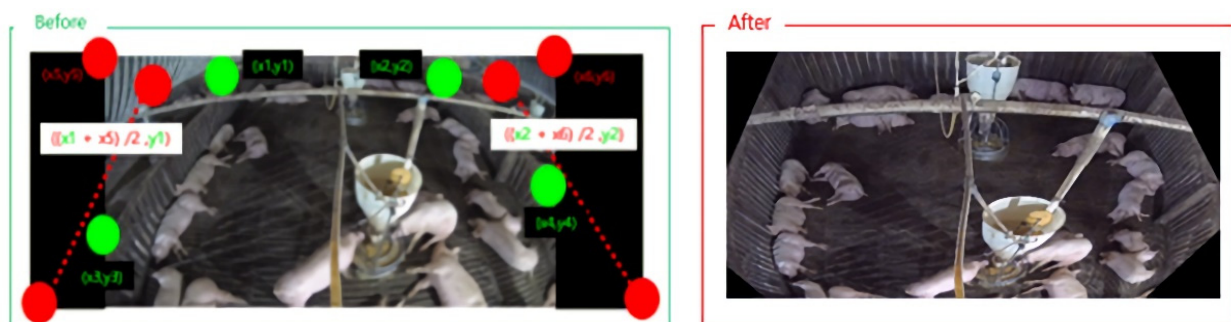 Before
After
(x1,y1)
(x2,y2)
(x5,y5)
(x6,y6)
((x1 + x5) /2 ,y1)
((x2 + x6) /2 ,y2)
(x4,y4)
(x3,y3)